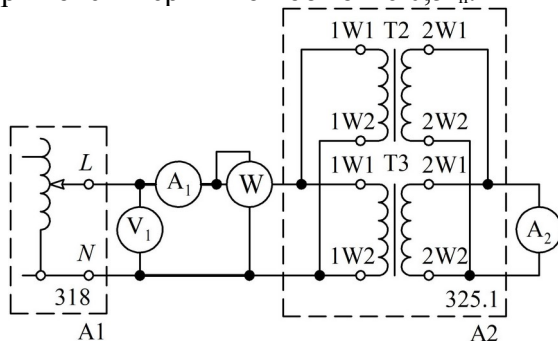 1W1 T2 2W1
1W2 2W2
L A₁ W 1W1 T3 2W1
V₁ A₂
N 1W2 2W2
318 325.1
A1 A2